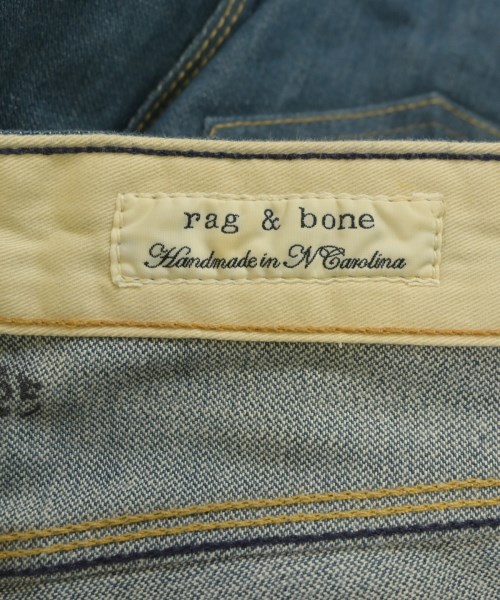 rag & bone
Handmade in N Carolina